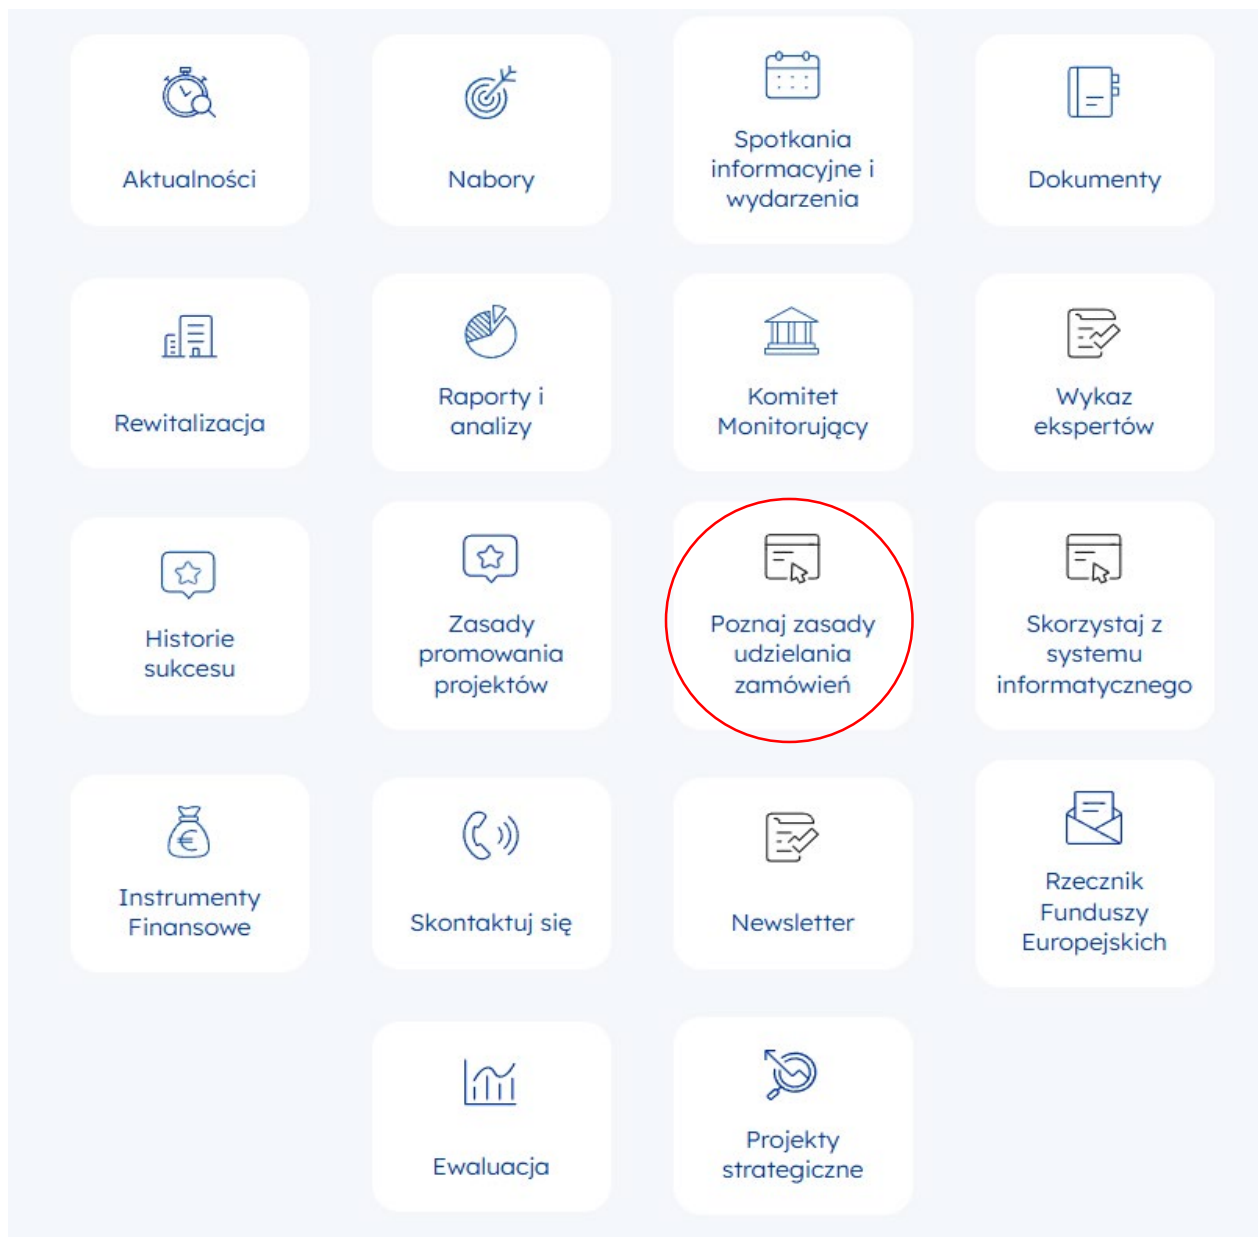 Aktualności
Nabory
Spotkania
informacyjne i
wydarzenia
Dokumenty
Rewitalizacja
Raporty i
analizy
Komitet
Monitorujący
Wykaz
ekspertów
Historie
sukcesu
Zasady
promowania
projektów
Poznaj zasady
udzielania
zamówień
Skorzystaj z
systemu
informatycznego
Instrumenty
Finansowe
Skontaktuj się
Newsletter
Rzecznik
Funduszy
Europejskich
Ewaluacja
Projekty
strategiczne